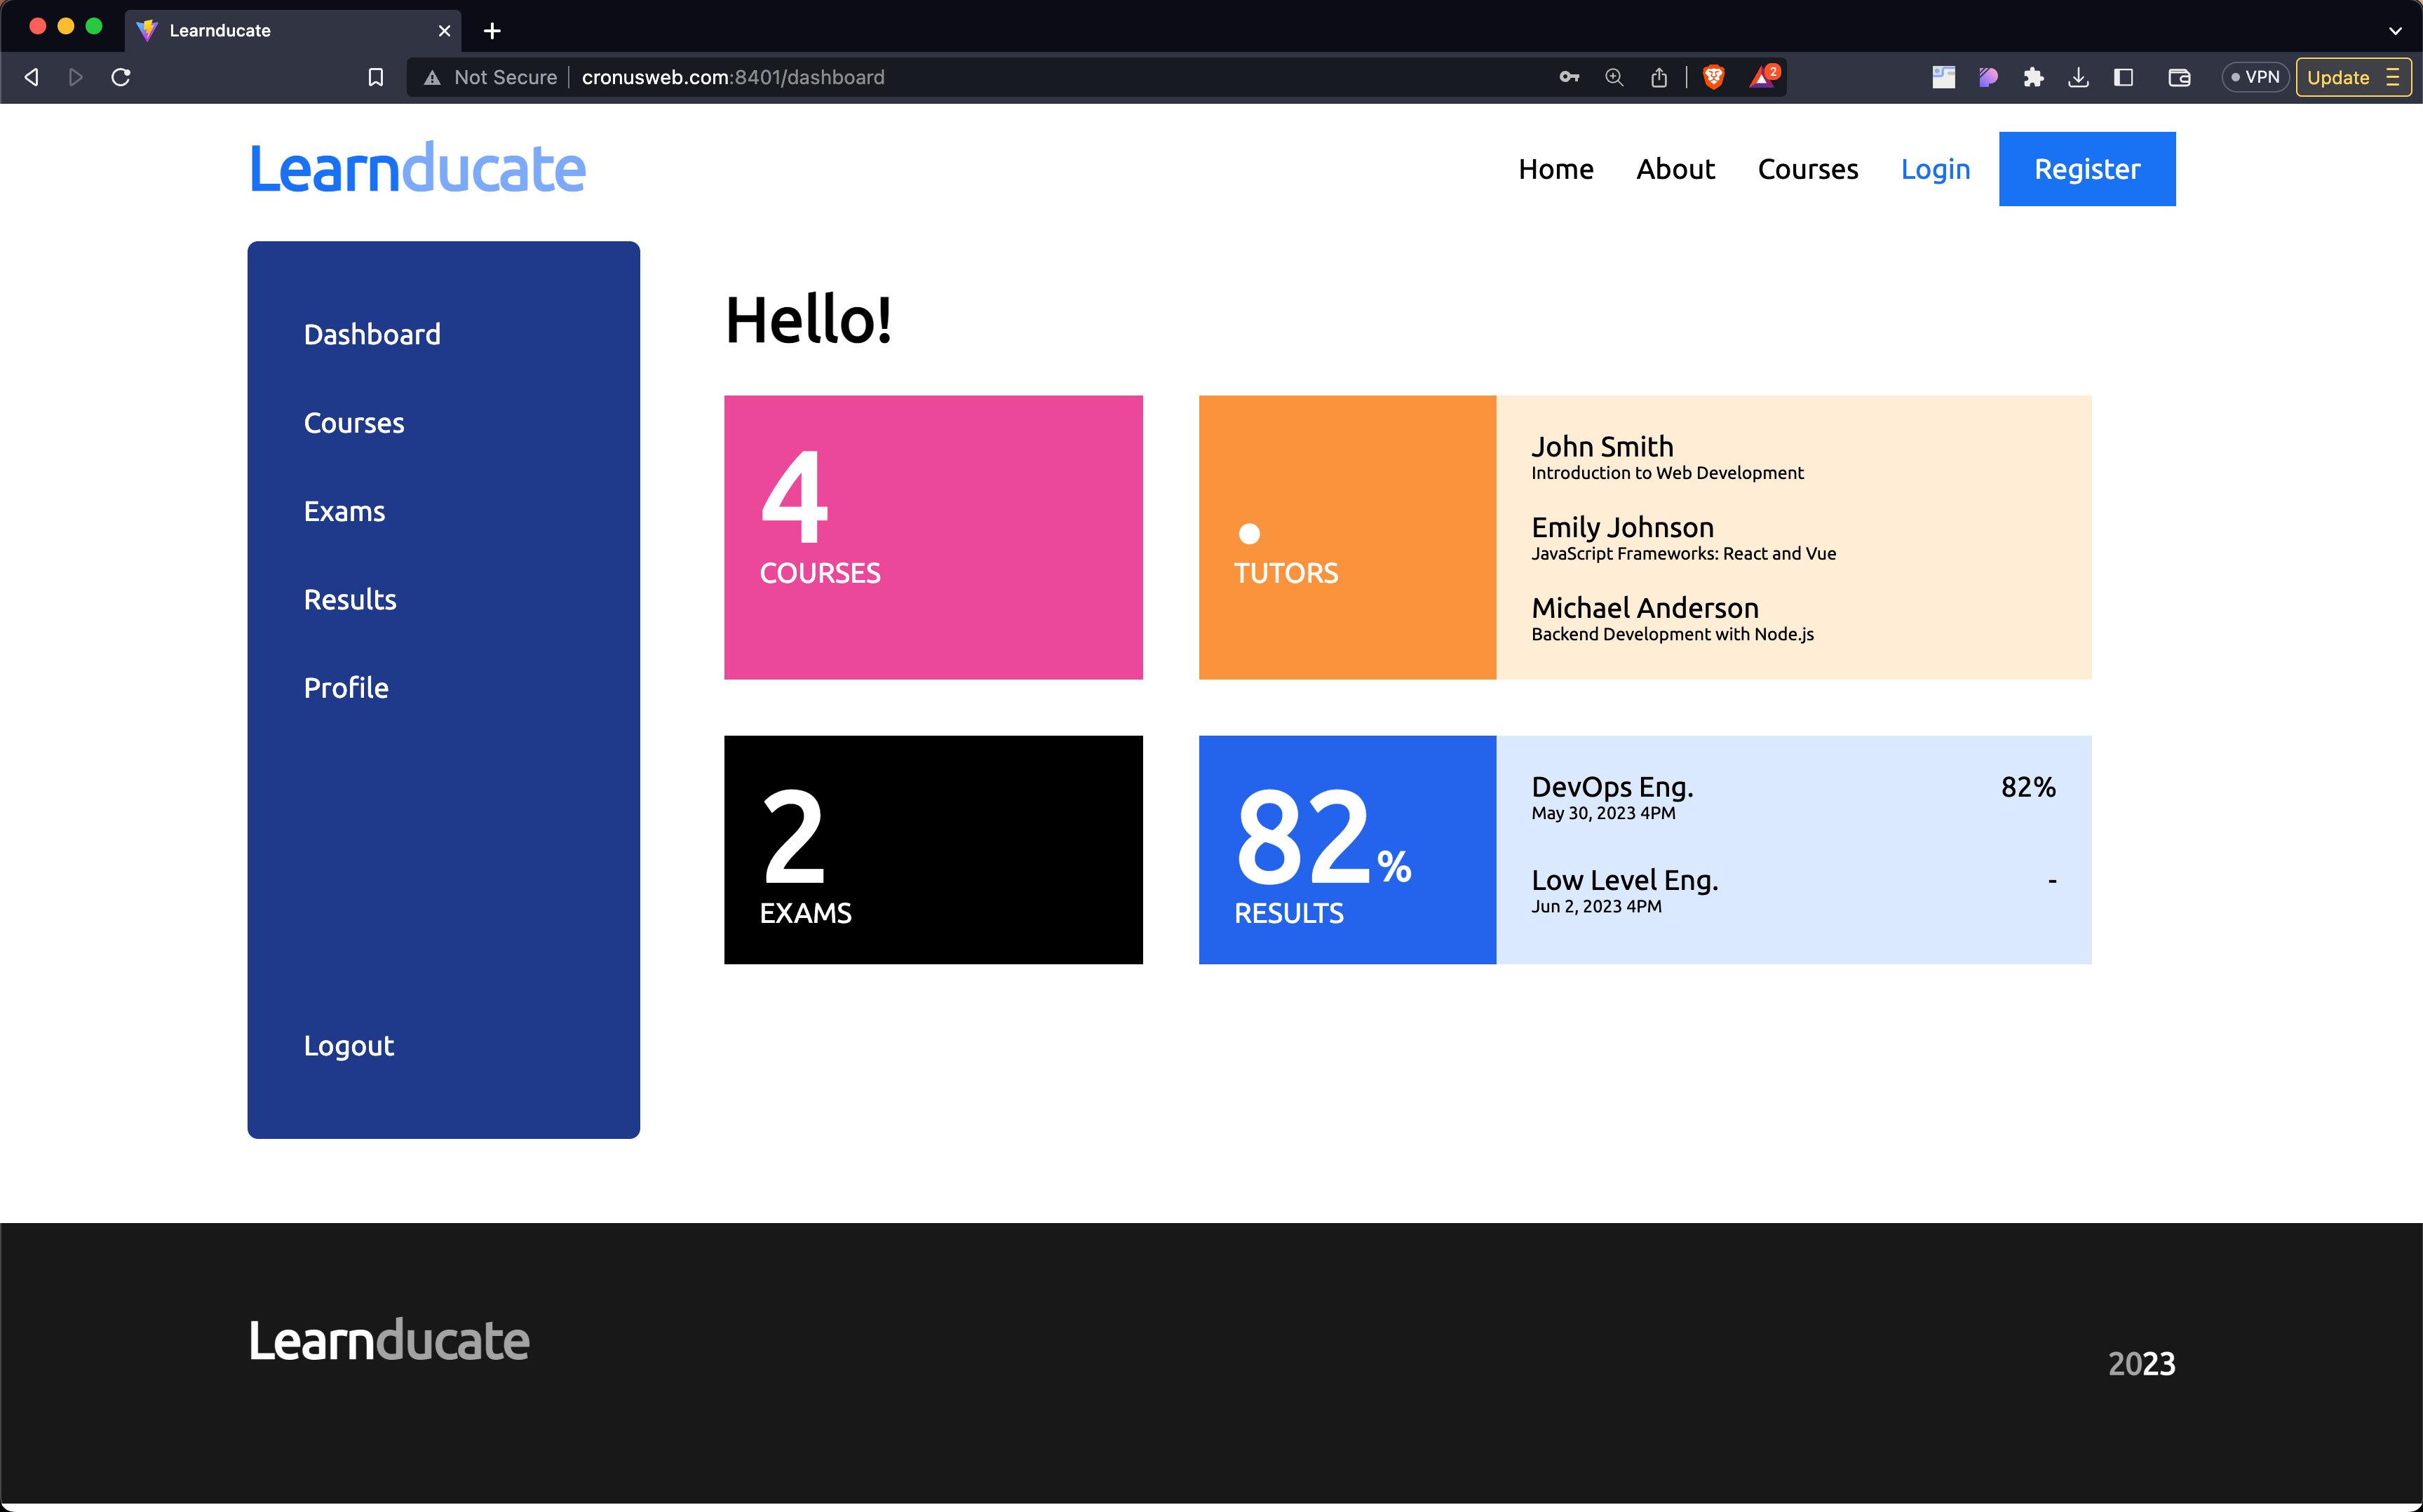 Learnducate
Not Secure cronusweb.com:8401/dashboard
2
VPN
Update
Learnducate
Home
About
Courses
Login
Register
Dashboard
Courses
Exams
Results
Profile
Logout
Hello!
4
COURSES
.
TUTORS
John Smith
Introduction to Web Development
Emily Johnson
JavaScript Frameworks: React and Vue
Michael Anderson
Backend Development with Node.js
2
EXAMS
82%
RESULTS
DevOps Eng. 82%
May 30, 2023 4PM
Low Level Eng. -
Jun 2, 2023 4PM
Learnducate
2023